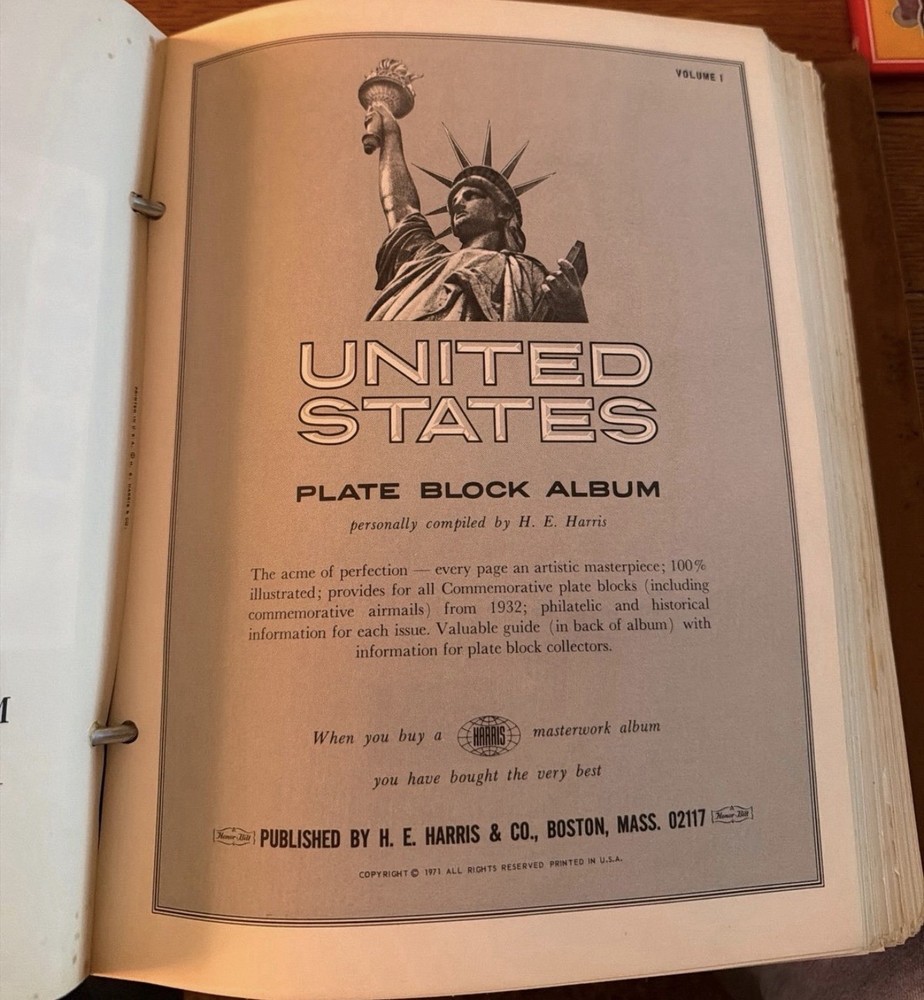 VOLUME I
UNITED
STATES
PLATE BLOCK ALBUM
personally compiled by H. E. Harris
The acme of perfection — every page an artistic masterpiece; 100%
illustrated; provides for all Commemorative plate blocks (including
commemorative airmails) from 1932; philatelic and historical
information for each issue. Valuable guide (in back of album) with
information for plate block collectors.
When you buy a HARRIS masterwork album
you have bought the very best
Honor-Bilt PUBLISHED BY H. E. HARRIS & CO., BOSTON, MASS. 02117 Honor-Bilt
COPYRIGHT © 1971 ALL RIGHTS RESERVED PRINTED IN U.S.A.
M